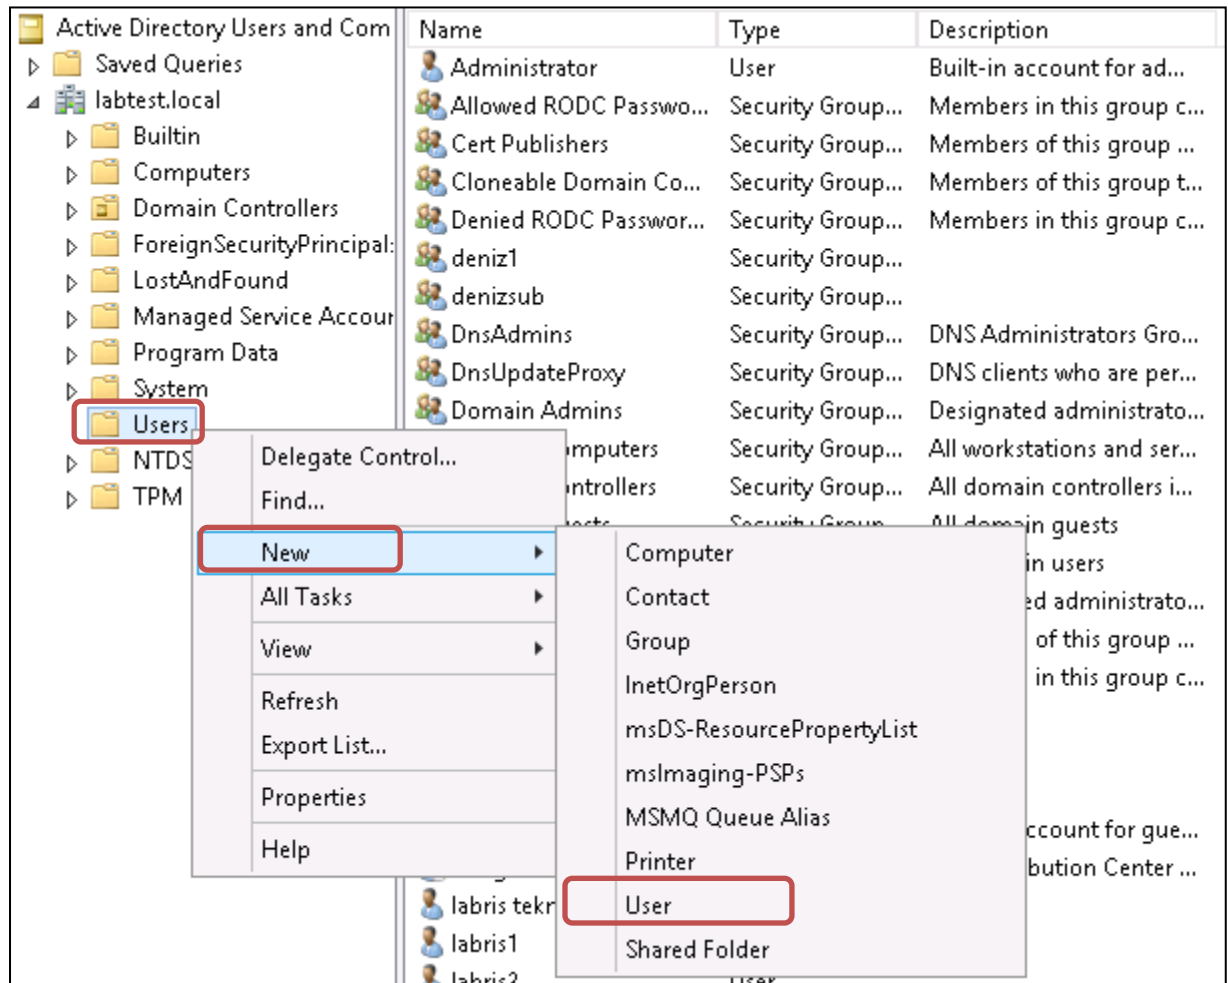 Active Directory Users and Com
Saved Queries
labtest.local
Builtin
Computers
Domain Controllers
ForeignSecurityPrincipal:
LostAndFound
Managed Service Accour
Program Data
System
Users
NTDS
TPM
Name Type Description
Administrator User Built-in account for ad...
Allowed RODC Passwo... Security Group... Members in this group c...
Cert Publishers Security Group... Members of this group ...
Cloneable Domain Co... Security Group... Members of this group t...
Denied RODC Passwor... Security Group... Members in this group c...
deniz1 Security Group...
denizsub Security Group...
DnsAdmins Security Group... DNS Administrators Gro...
DnsUpdateProxy Security Group... DNS clients who are per...
Domain Admins Security Group... Designated administrato...
mputers Security Group... All workstations and ser...
ntrollers Security Group... All domain controllers i...
Security Group... All domain guests
in users
ed administrato...
of this group ...
in this group c...
ccount for gue...
bution Center ...
labris tekr
labris1
labris2 User
Delegate Control...
Find...
New
All Tasks
View
Refresh
Export List...
Properties
Help
Computer
Contact
Group
InetOrgPerson
msDS-ResourcePropertyList
msImaging-PSPs
MSMQ Queue Alias
Printer
User
Shared Folder